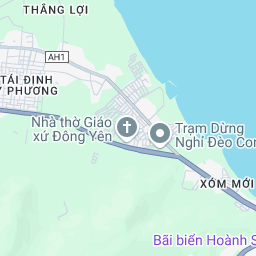 THẮNG LỢI
AH1
TÁI ĐỊNH
PHƯƠNG
Nhà thờ Giáo
xứ Đông Yên
Trạm Dừng
Nghỉ Đèo Con
XÓM MỚI
Bãi biển Hoành S